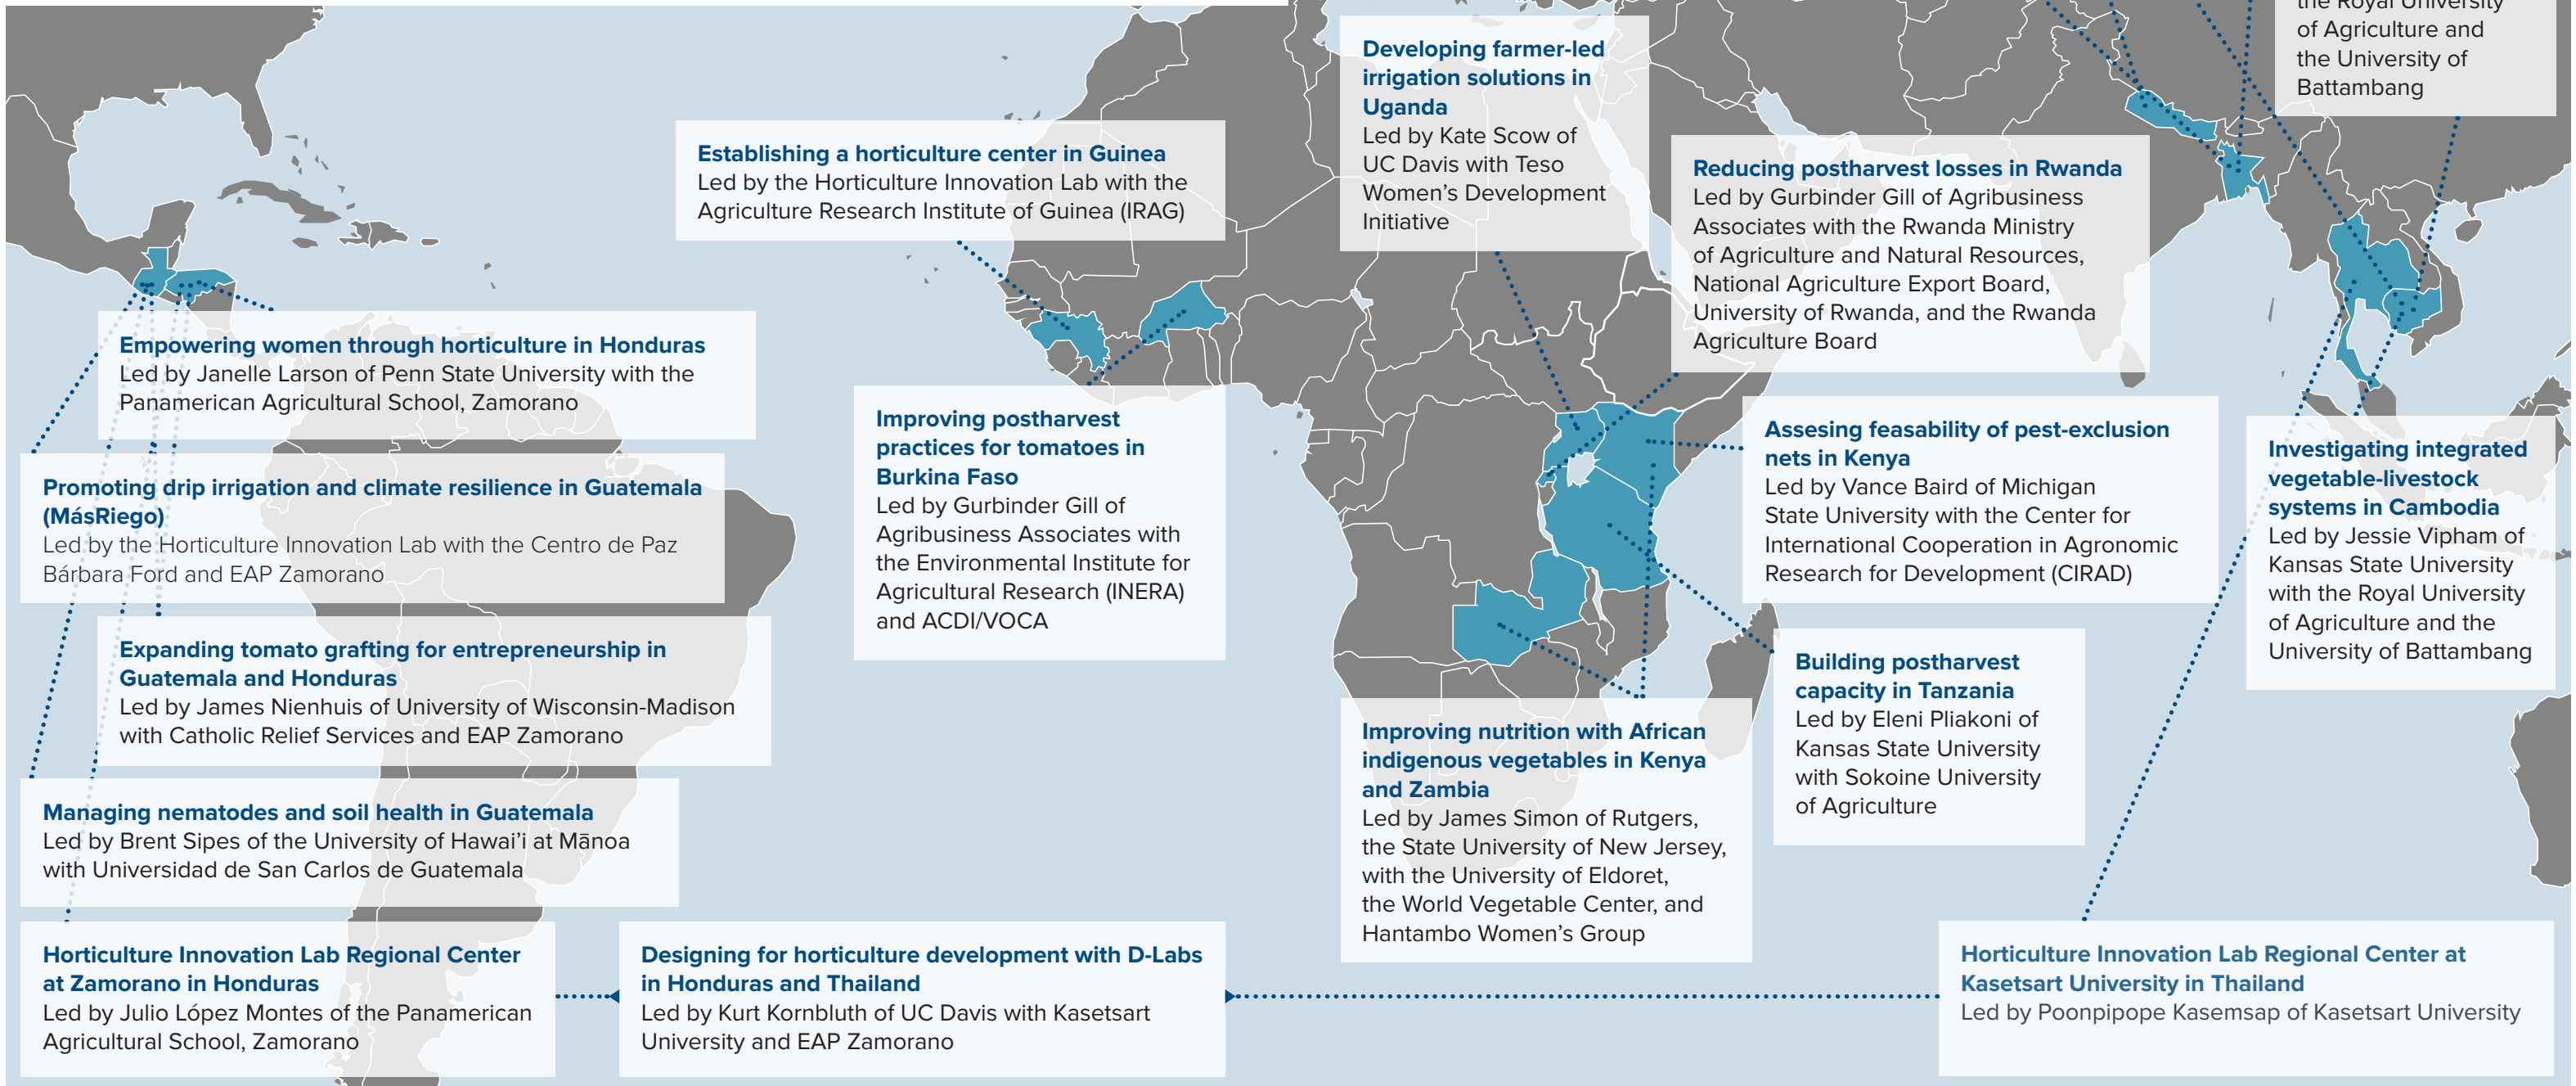 the Royal University
of Agriculture and
the University of
Battambang
Developing farmer-led
irrigation solutions in
Uganda
Led by Kate Scow of
UC Davis with Teso
Women's Development
Initiative
Establishing a horticulture center in Guinea
Led by the Horticulture Innovation Lab with the
Agriculture Research Institute of Guinea (IRAG)
Reducing postharvest losses in Rwanda
Led by Gurbinder Gill of Agribusiness
Associates with the Rwanda Ministry
of Agriculture and Natural Resources,
National Agriculture Export Board,
University of Rwanda, and the Rwanda
Agriculture Board
Empowering women through horticulture in Honduras
Led by Janelle Larson of Penn State University with the
Panamerican Agricultural School, Zamorano
Improving postharvest
practices for tomatoes in
Burkina Faso
Led by Gurbinder Gill of
Agribusiness Associates with
the Environmental Institute for
Agricultural Research (INERA)
and ACDI/VOCA
Assesing feasability of pest-exclusion
nets in Kenya
Led by Vance Baird of Michigan
State University with the Center for
International Cooperation in Agronomic
Research for Development (CIRAD)
Investigating integrated
vegetable-livestock
systems in Cambodia
Led by Jessie Vipham of
Kansas State University
with the Royal University
of Agriculture and the
University of Battambang
Promoting drip irrigation and climate resilience in Guatemala
(MásRiego)
Led by the Horticulture Innovation Lab with the Centro de Paz
Bárbara Ford and EAP Zamorano
Expanding tomato grafting for entrepreneurship in
Guatemala and Honduras
Led by James Nienhuis of University of Wisconsin-Madison
with Catholic Relief Services and EAP Zamorano
Building postharvest
capacity in Tanzania
Led by Eleni Pliakoni of
Kansas State University
with Sokoine University
of Agriculture
Improving nutrition with African
indigenous vegetables in Kenya
and Zambia
Led by James Simon of Rutgers,
the State University of New Jersey,
with the University of Eldoret,
the World Vegetable Center, and
Hantambo Women's Group
Managing nematodes and soil health in Guatemala
Led by Brent Sipes of the University of Hawai'i at Mānoa
with Universidad de San Carlos de Guatemala
Horticulture Innovation Lab Regional Center
at Zamorano in Honduras
Led by Julio López Montes of the Panamerican
Agricultural School, Zamorano
Designing for horticulture development with D-Labs
in Honduras and Thailand
Led by Kurt Kornbluth of UC Davis with Kasetsart
University and EAP Zamorano
Horticulture Innovation Lab Regional Center at
Kasetsart University in Thailand
Led by Poonpipope Kasemsap of Kasetsart University